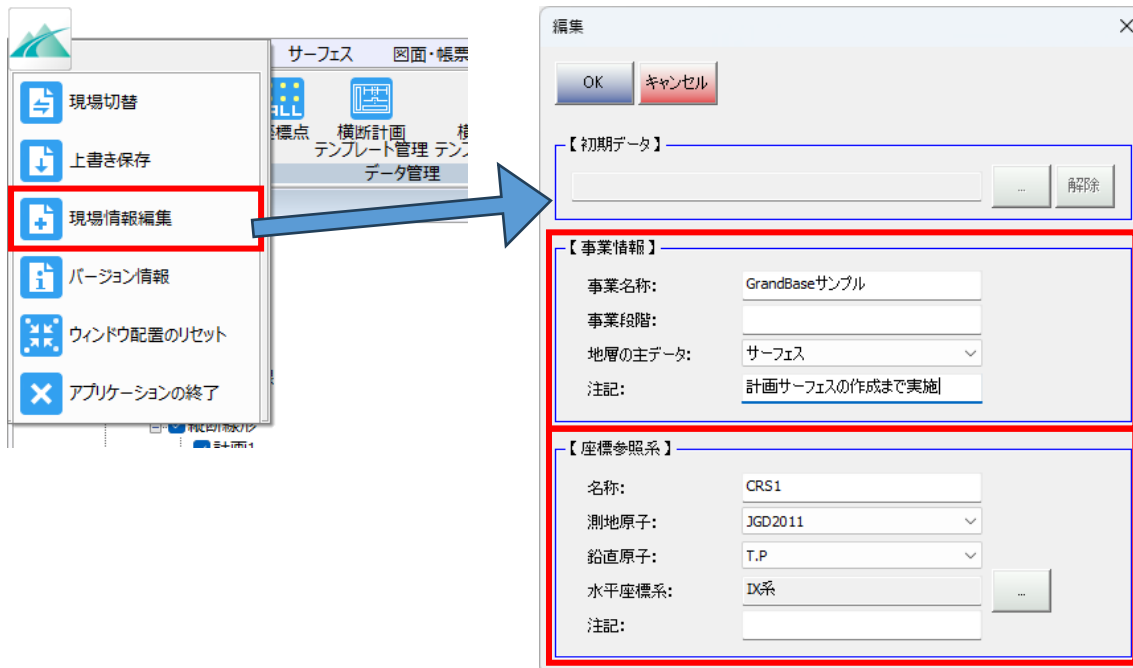 サーフェス 図面・帳票
現場切替
上書き保存
現場情報編集
バージョン情報
ウィンドウ配置のリセット
アプリケーションの終了
ALL
標点
横断計画
テンプレート管理 テン
データ管理
計画1
編集
OK キャンセル
【初期データ】
... 解除
【事業情報】
事業名称: GrandBaseサンプル
事業段階:
地層の主データ: サーフェス
注記: 計画サーフェスの作成まで実施
【座標参照系】
名称: CRS1
測地原子: JGD2011
鉛直原子: T.P
水平座標系: IX系 ...
注記: